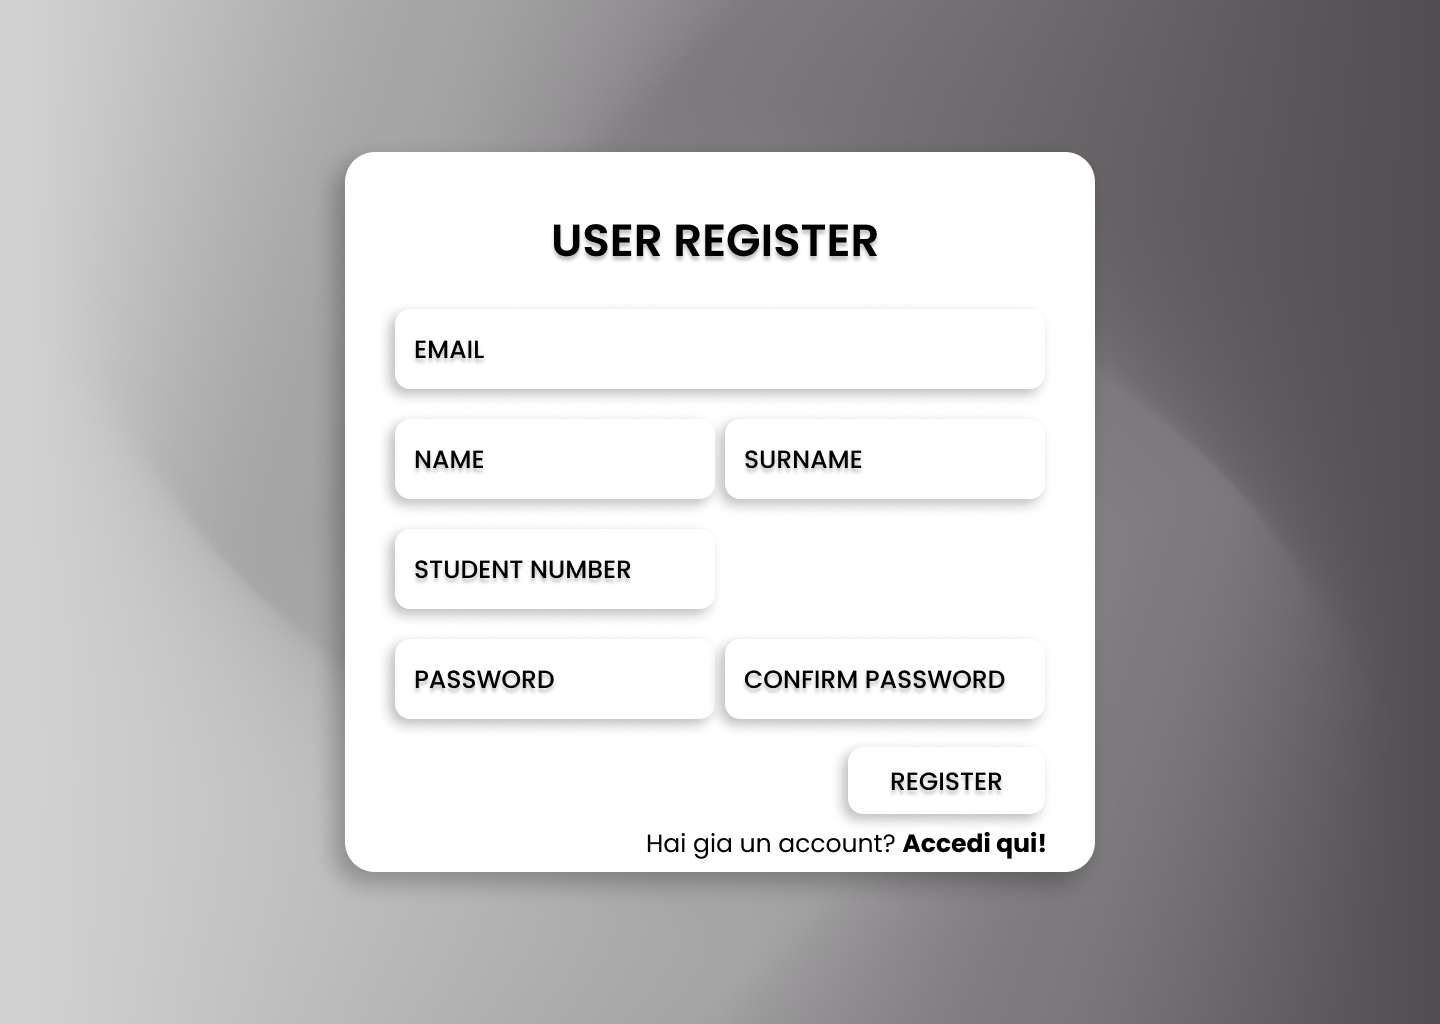 USER REGISTER
EMAIL
NAME
SURNAME
STUDENT NUMBER
PASSWORD
CONFIRM PASSWORD
REGISTER
Hai gia un account? Accedi qui!